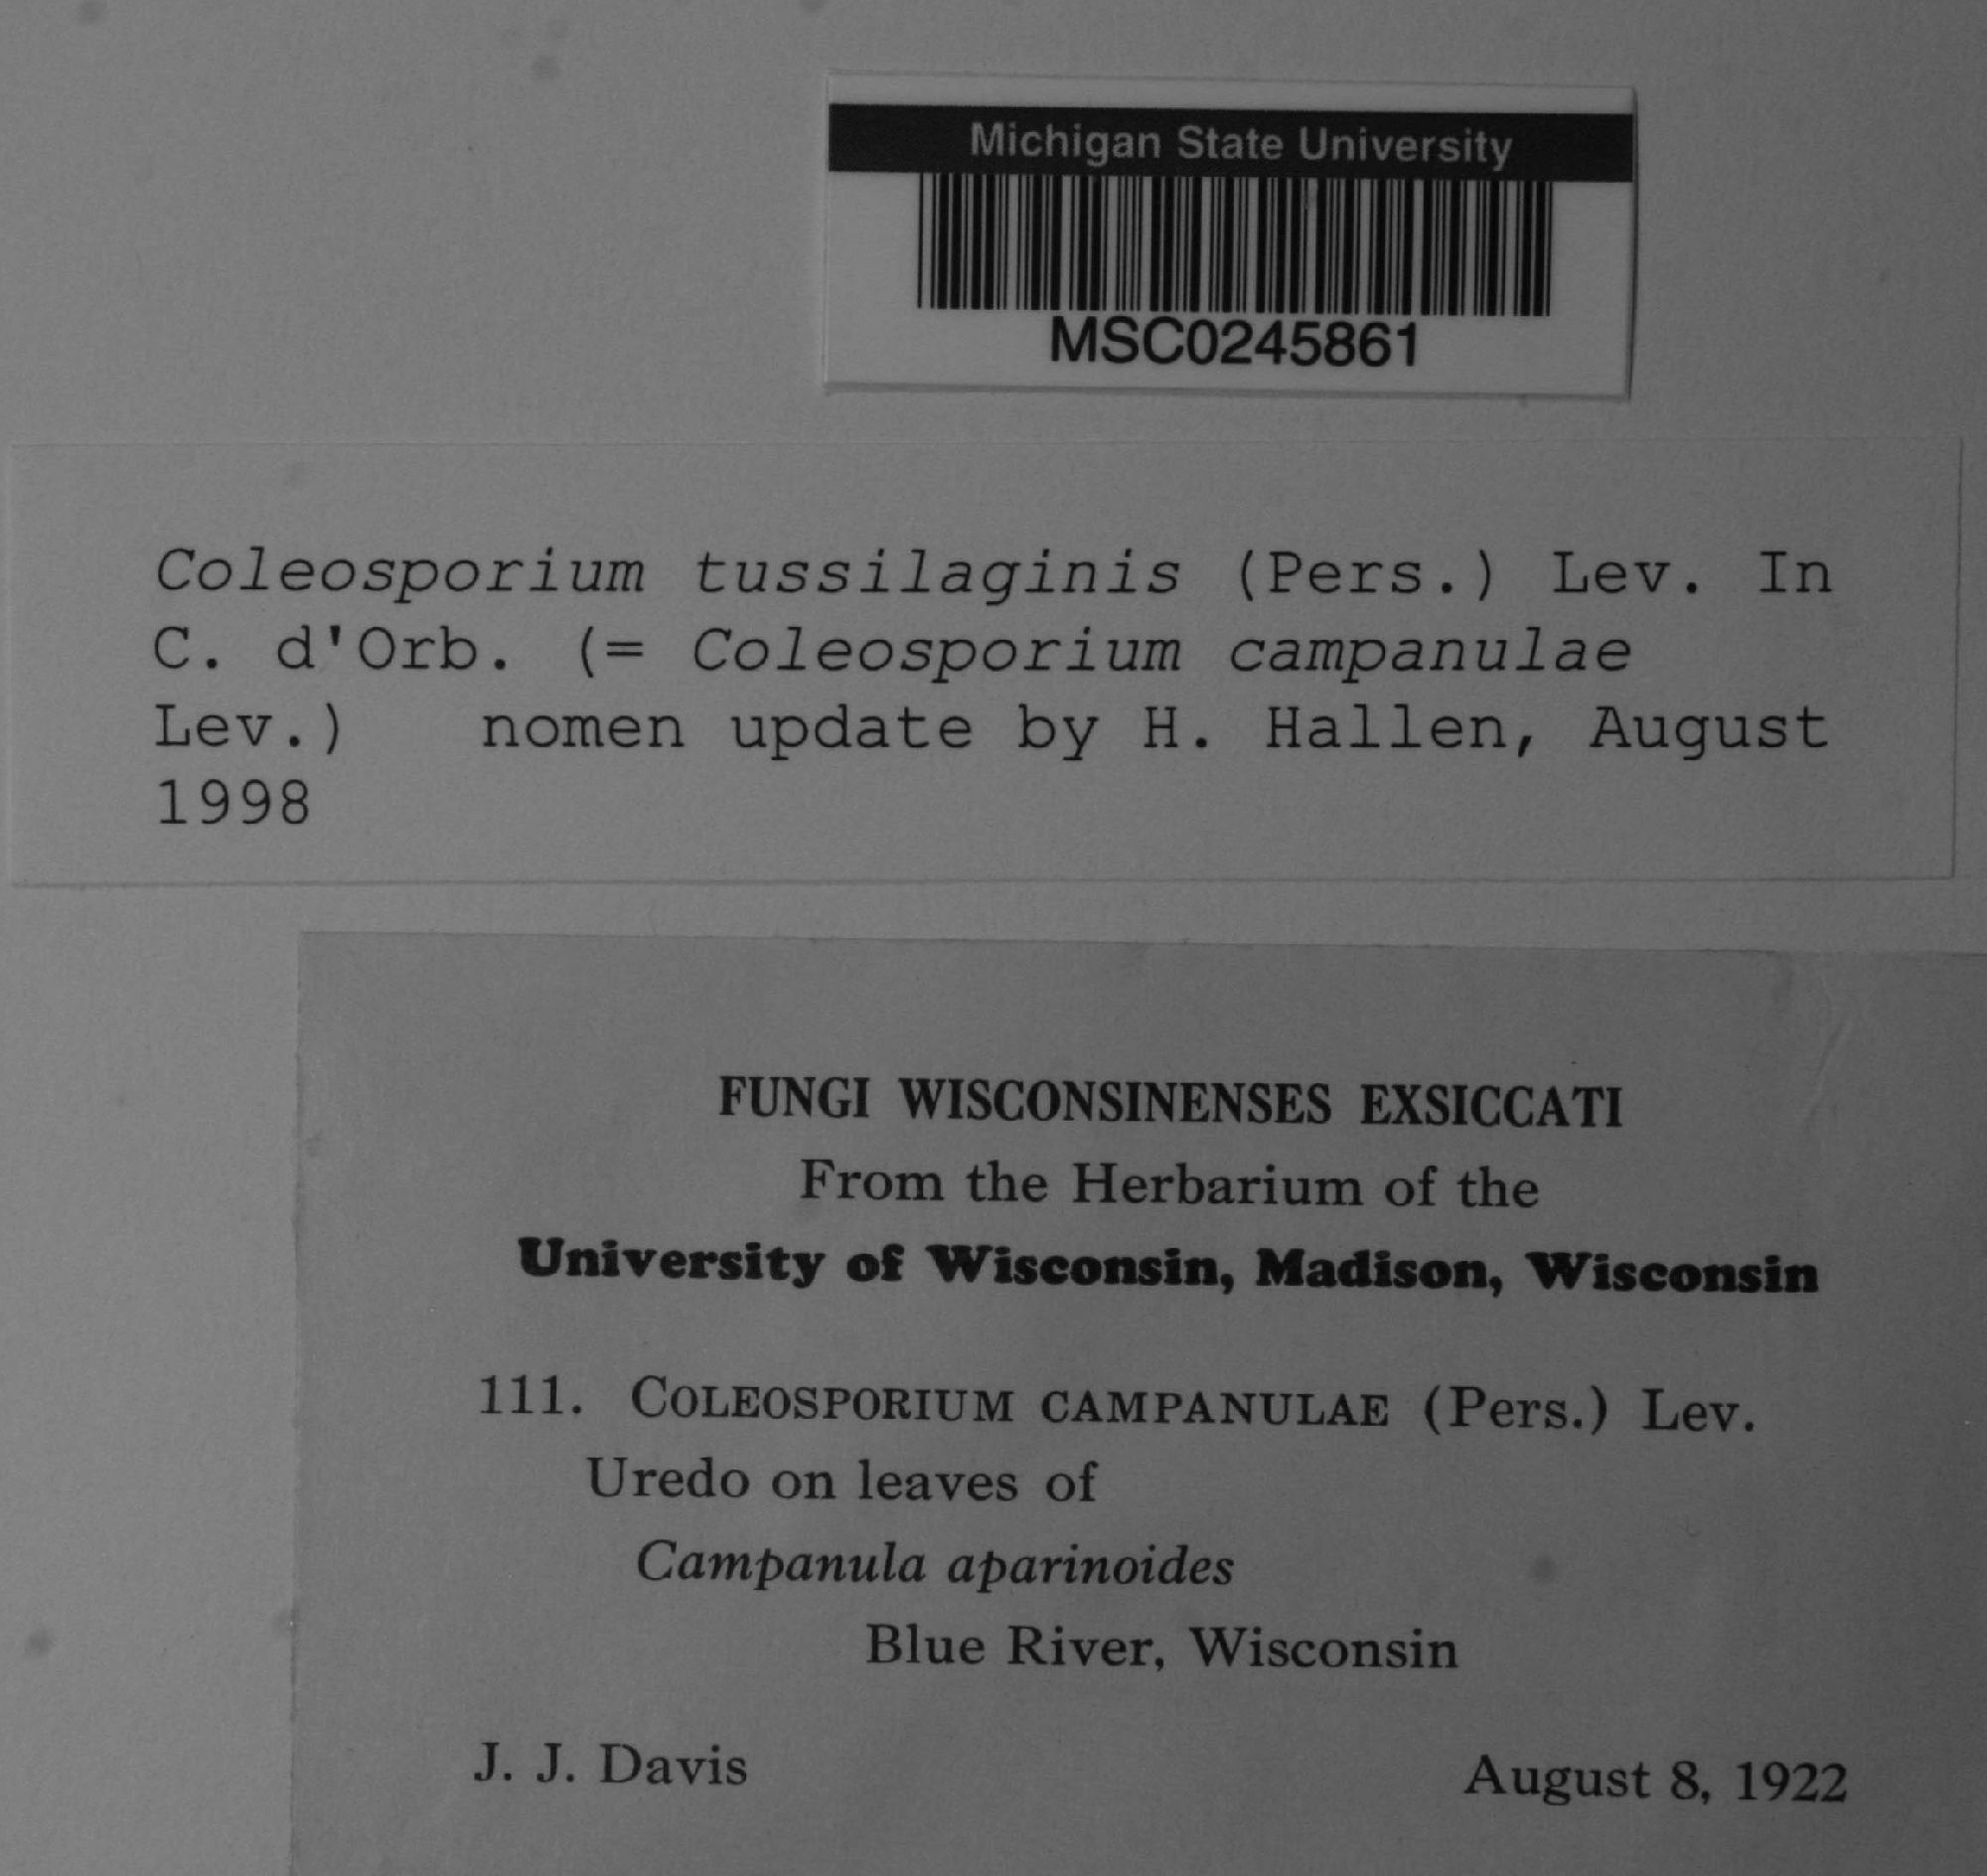 Michigan State University
MSC0245861
Coleosporium tussilaginis (Pers.) Lev. In
C. d'Orb. (= Coleosporium campanulae
Lev.) nomen update by H. Hallen, August
1998
FUNGI WISCONSINENSES EXSICCATI
From the Herbarium of the
University of Wisconsin, Madison, Wisconsin
111. COLEOSPORIUM CAMPANULAE (Pers.) Lev.
Uredo on leaves of
Campanula aparinoides
Blue River, Wisconsin
J. J. Davis August 8, 1922